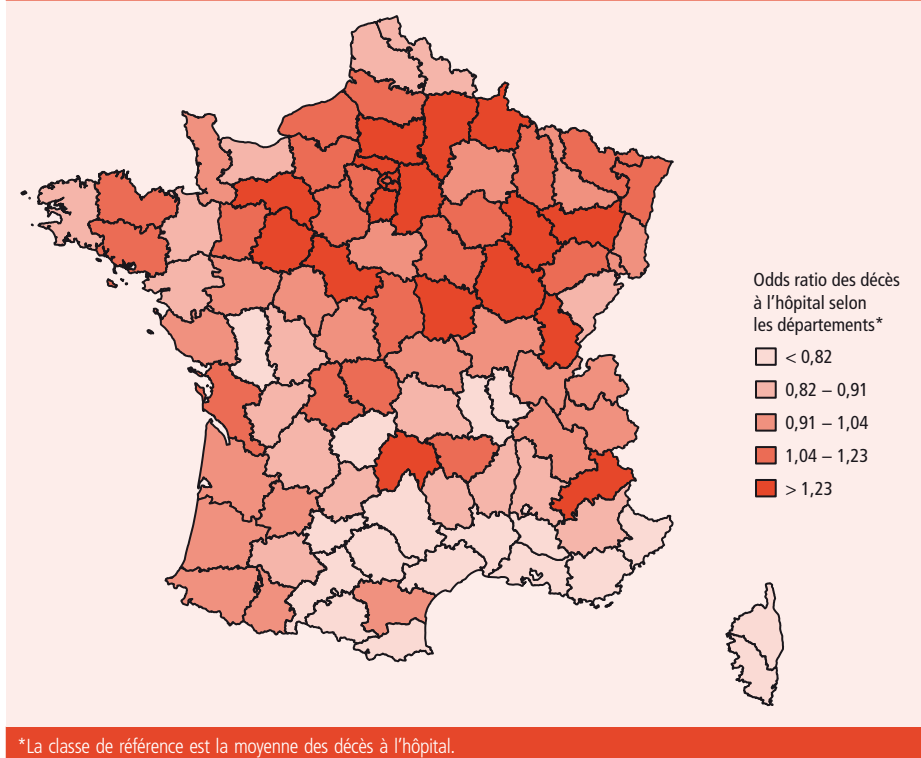 Odds ratio des décès
à l'hôpital selon
les départements*
< 0,82
0,82 – 0,91
0,91 – 1,04
1,04 – 1,23
> 1,23
*La classe de référence est la moyenne des décès à l'hôpital.